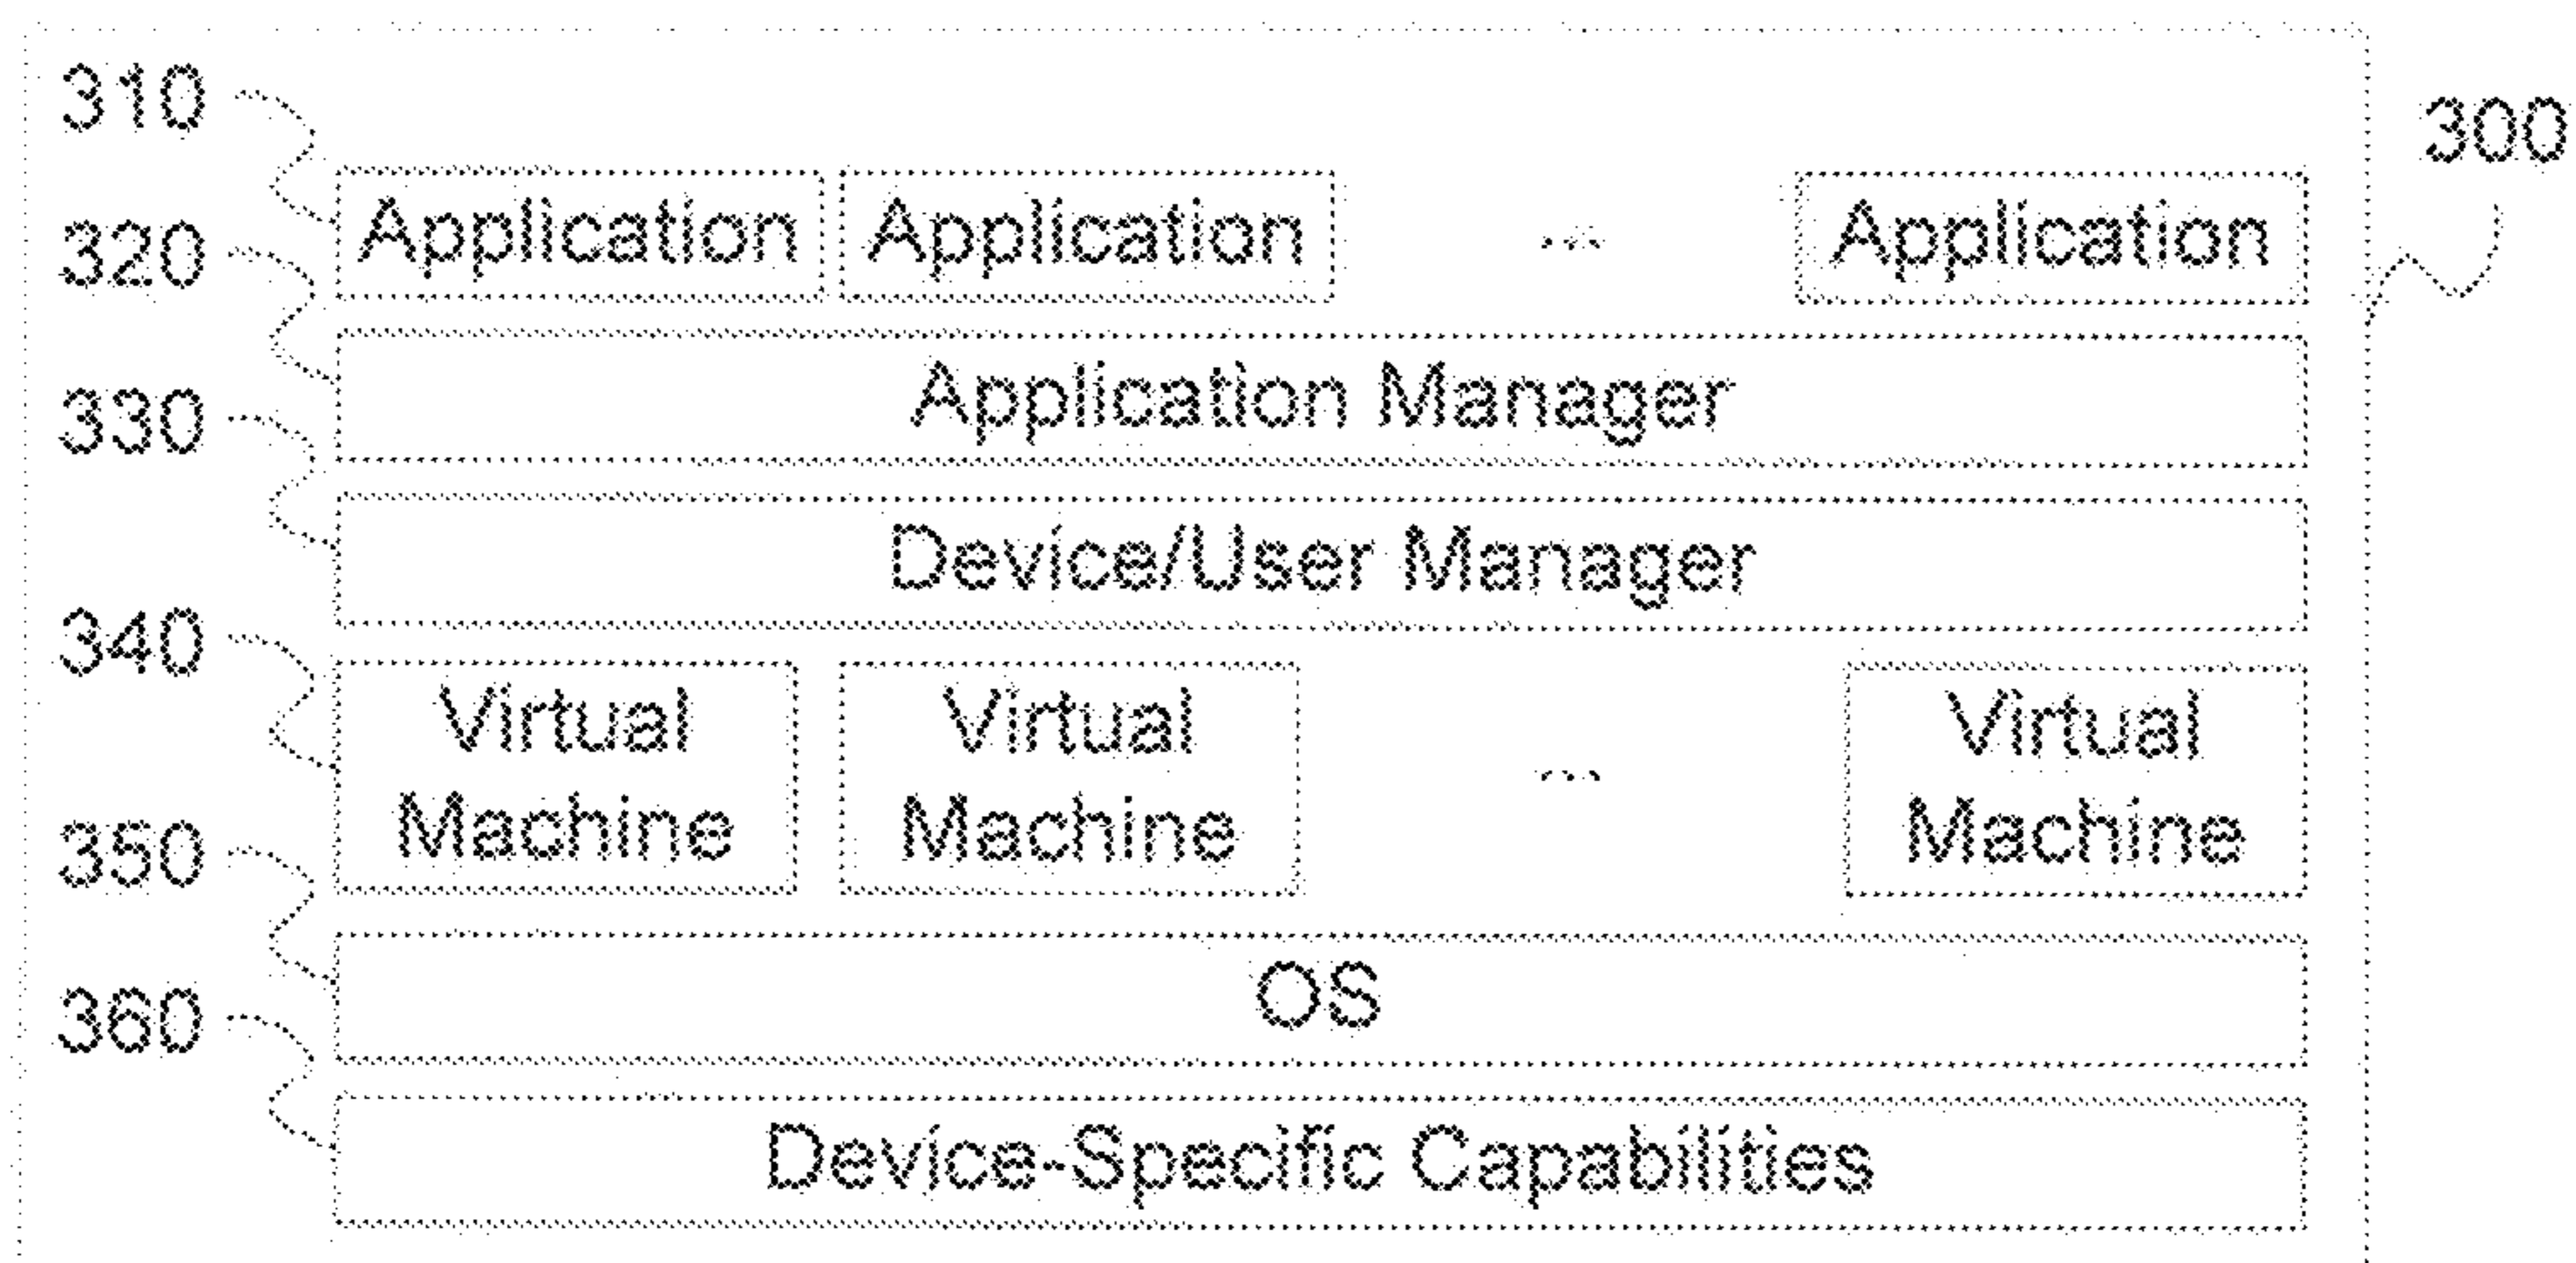 310
300
Application Application ... Application
320
Application Manager
330
Device/User Manager
340
Virtual Virtual Virtual
... 
Machine Machine Machine
350
OS
360
Device-Specific Capabilities